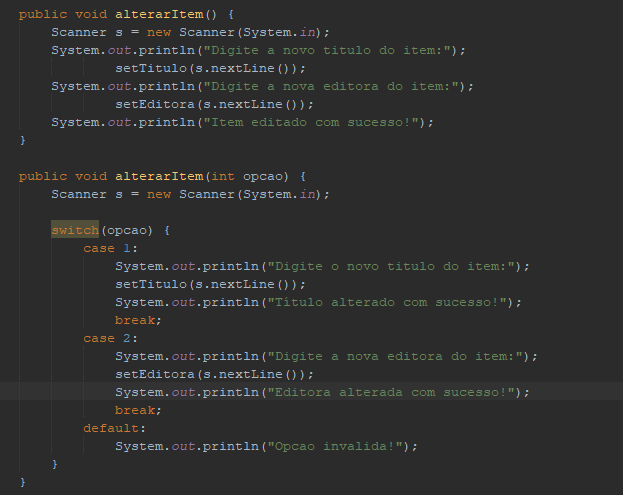 public void alterarItem() {
    Scanner s = new Scanner(System.in);
    System.out.println("Digite a novo titulo do item:");
            setTitulo(s.nextLine());
    System.out.println("Digite a nova editora do item:");
            setEditora(s.nextLine());
    System.out.println("Item editado com sucesso!");
}

public void alterarItem(int opcao) {
    Scanner s = new Scanner(System.in);

    switch(opcao) {
        case 1:
            System.out.println("Digite o novo titulo do item:");
            setTitulo(s.nextLine());
            System.out.println("Titulo alterado com sucesso!");
            break;
        case 2:
            System.out.println("Digite a nova editora do item:");
            setEditora(s.nextLine());
            System.out.println("Editora alterada com sucesso!");
            break;
        default:
            System.out.println("Opcao invalida!");
    }
}